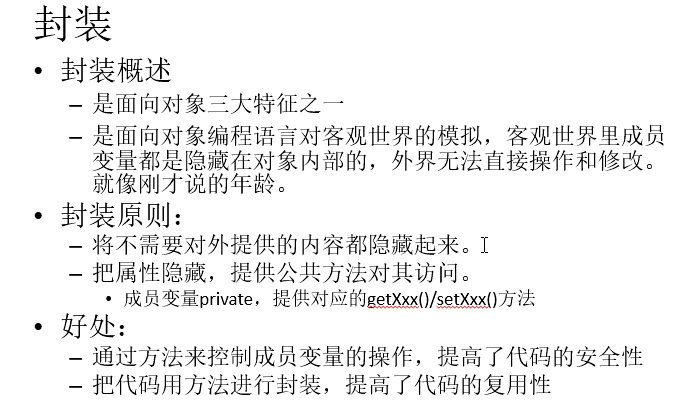 封装
• 封装概述
– 是面向对象三大特征之一
– 是面向对象编程语言对客观世界的模拟，客观世界里成员
变量都是隐藏在对象内部的，外界无法直接操作和修改。
就像刚才说的年龄。
• 封装原则：
– 将不需要对外提供的内容都隐藏起来。
– 把属性隐藏，提供公共方法对其访问。
• 成员变量private，提供对应的getXxx()/setXxx()方法
• 好处：
– 通过方法来控制成员变量的操作，提高了代码的安全性
– 把代码用方法进行封装，提高了代码的复用性